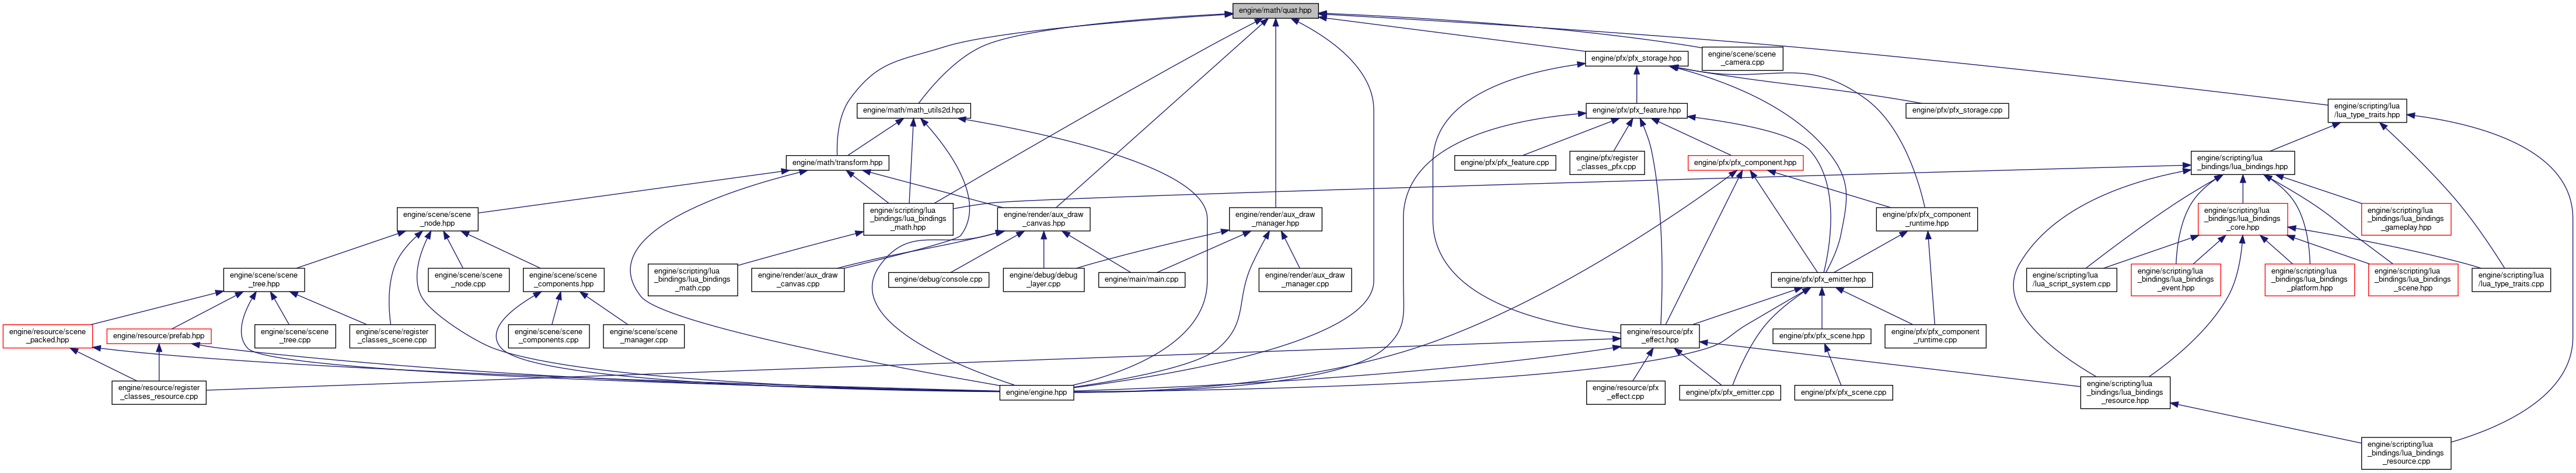 engine/math/quat.hpp
engine/pfx/pfx_storage.hpp
engine/scene/scene
_camera.cpp
engine/math/math_utils2d.hpp
engine/pfx/pfx_feature.hpp
engine/pfx/pfx_storage.cpp
engine/scripting/lua
/lua_type_traits.hpp
engine/math/transform.hpp
engine/pfx/pfx_feature.cpp
engine/pfx/register
_classes_pfx.cpp
engine/pfx/pfx_component.hpp
engine/scripting/lua
_bindings/lua_bindings.hpp
engine/scene/scene
_node.hpp
engine/scripting/lua
_bindings/lua_bindings
_math.hpp
engine/render/aux_draw
_canvas.hpp
engine/render/aux_draw
_manager.hpp
engine/pfx/pfx_component
_runtime.hpp
engine/scripting/lua
_bindings/lua_bindings
_core.hpp
engine/scripting/lua
_bindings/lua_bindings
_gameplay.hpp
engine/scene/scene
_tree.hpp
engine/scene/scene
_node.cpp
engine/scene/scene
_components.hpp
engine/scripting/lua
_bindings/lua_bindings
_math.cpp
engine/render/aux_draw
_canvas.cpp
engine/debug/console.cpp
engine/debug/debug
_layer.cpp
engine/main/main.cpp
engine/render/aux_draw
_manager.cpp
engine/pfx/pfx_emitter.hpp
engine/scripting/lua
/lua_script_system.cpp
engine/scripting/lua
_bindings/lua_bindings
_event.hpp
engine/scripting/lua
_bindings/lua_bindings
_platform.hpp
engine/scripting/lua
_bindings/lua_bindings
_scene.hpp
engine/scripting/lua
/lua_type_traits.cpp
engine/resource/scene
_packed.hpp
engine/resource/prefab.hpp
engine/scene/scene
_tree.cpp
engine/scene/register
_classes_scene.cpp
engine/scene/scene
_components.cpp
engine/scene/scene
_manager.cpp
engine/resource/pfx
_effect.hpp
engine/pfx/pfx_scene.hpp
engine/pfx/pfx_component
_runtime.cpp
engine/resource/register
_classes_resource.cpp
engine/engine.hpp
engine/resource/pfx
_effect.cpp
engine/pfx/pfx_emitter.cpp
engine/pfx/pfx_scene.cpp
engine/scripting/lua
_bindings/lua_bindings
_resource.hpp
engine/scripting/lua
_bindings/lua_bindings
_resource.cpp